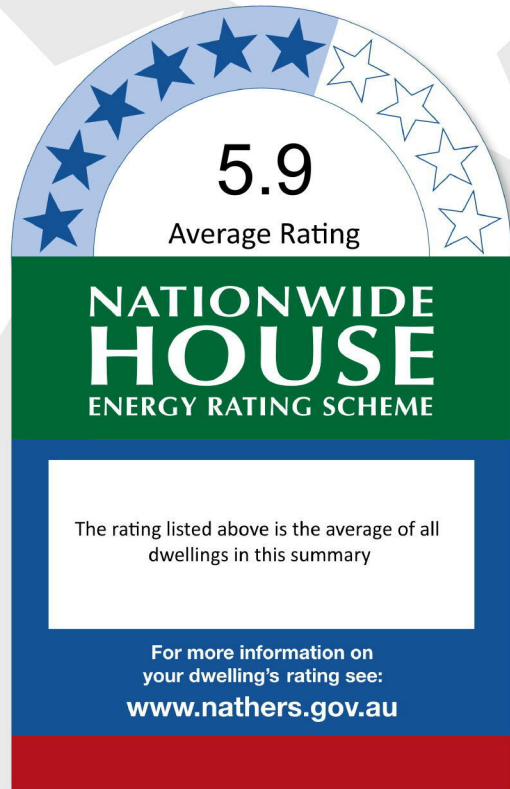 5.9
Average Rating
NATIONWIDE
HOUSE
ENERGY RATING SCHEME
The rating listed above is the average of all
dwellings in this summary
For more information on
your dwelling's rating see:
www.nathers.gov.au